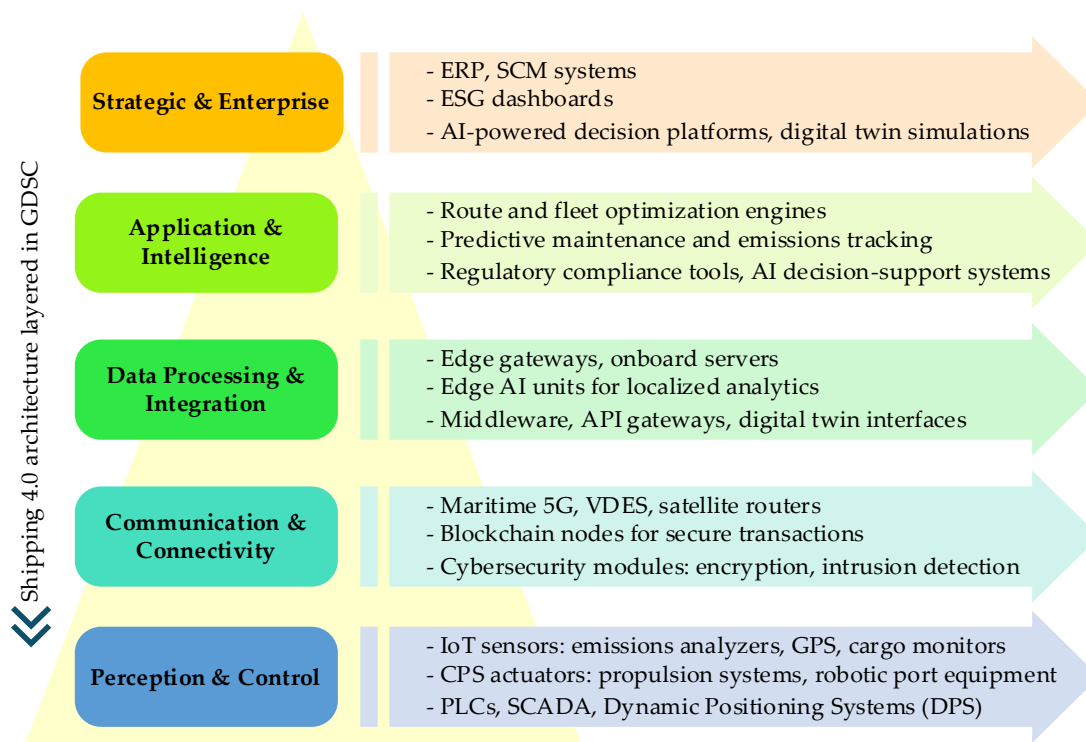 Shipping 4.0 architecture layered in GDSC
Strategic & Enterprise
- ERP, SCM systems
- ESG dashboards
- AI-powered decision platforms, digital twin simulations
Application &
Intelligence
- Route and fleet optimization engines
- Predictive maintenance and emissions tracking
- Regulatory compliance tools, AI decision-support systems
Data Processing &
Integration
- Edge gateways, onboard servers
- Edge AI units for localized analytics
- Middleware, API gateways, digital twin interfaces
Communication &
Connectivity
- Maritime 5G, VDES, satellite routers
- Blockchain nodes for secure transactions
- Cybersecurity modules: encryption, intrusion detection
Perception & Control
- IoT sensors: emissions analyzers, GPS, cargo monitors
- CPS actuators: propulsion systems, robotic port equipment
- PLCs, SCADA, Dynamic Positioning Systems (DPS)